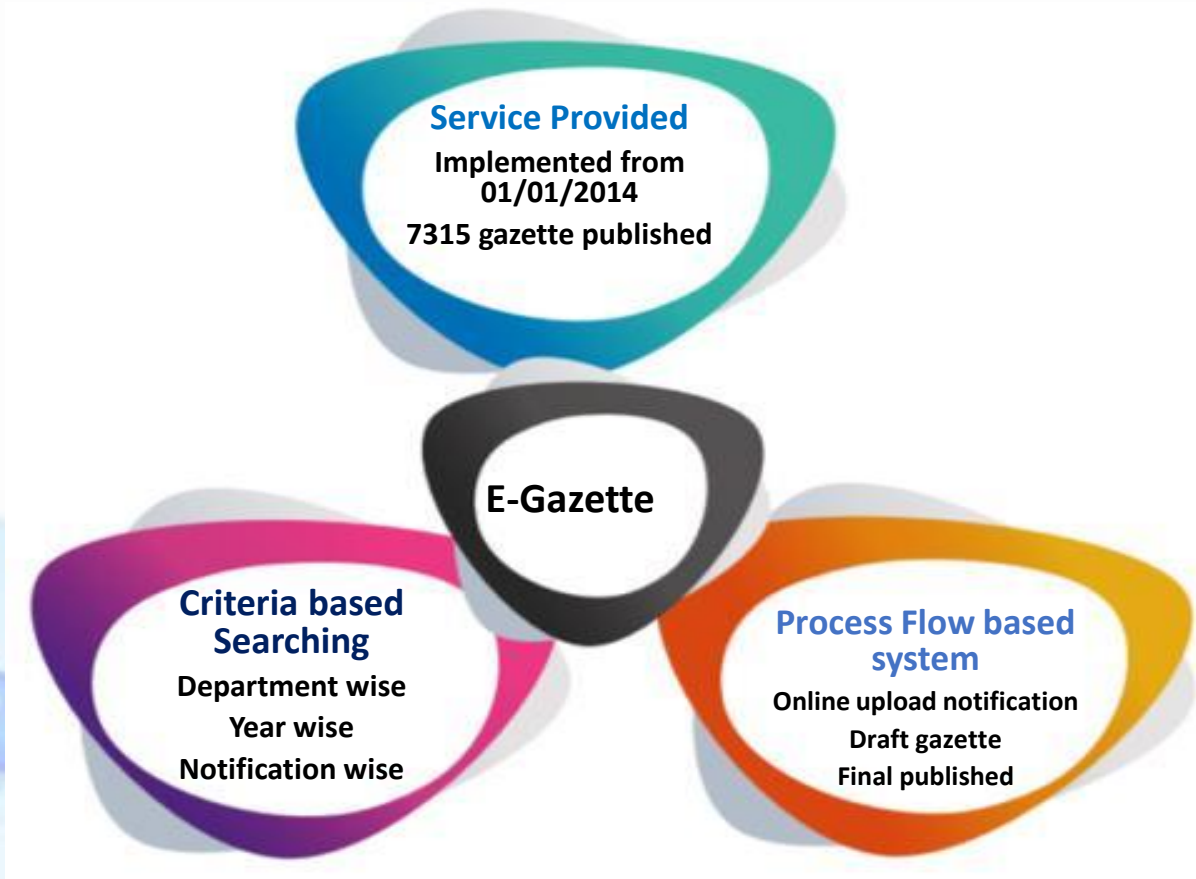 Service Provided
Implemented from
01/01/2014
7315 gazette published
E-Gazette
Criteria based
Searching
Department wise
Year wise
Notification wise
Process Flow based
system
Online upload notification
Draft gazette
Final published